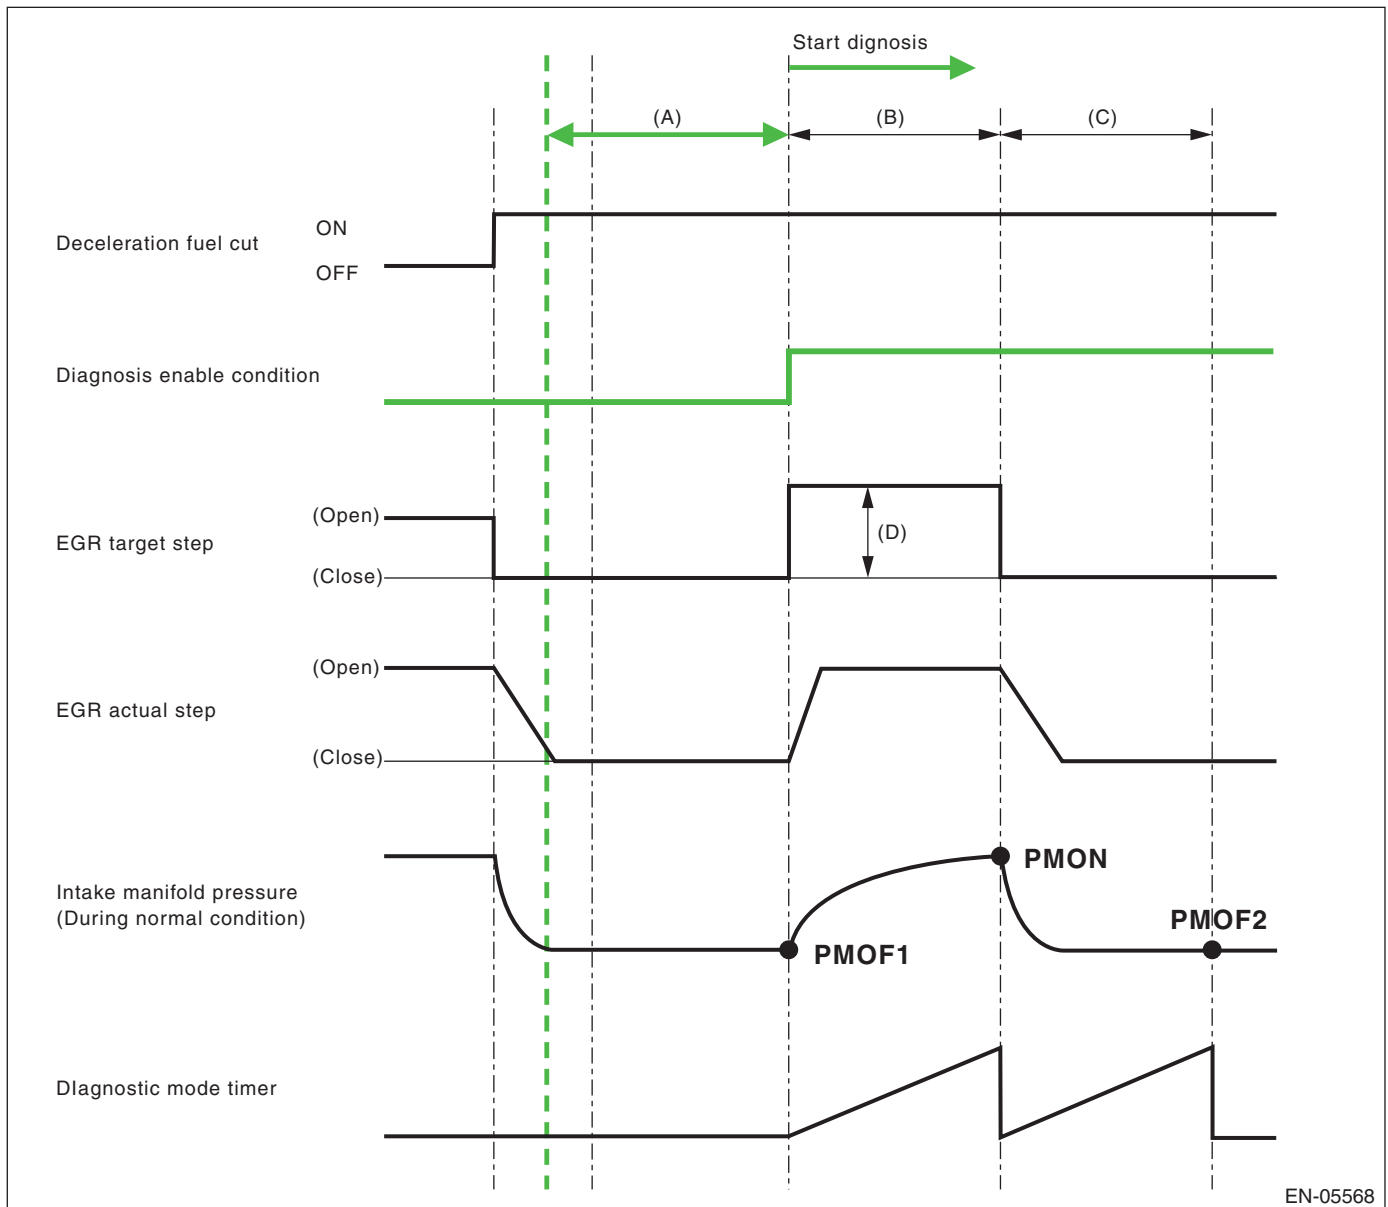 Start dignosis
(A)
(B)
(C)
Deceleration fuel cut
ON
OFF
Diagnosis enable condition
EGR target step
(Open)
(Close)
(D)
EGR actual step
(Open)
(Close)
Intake manifold pressure
(During normal condition)
PMON
PMOF1
PMOF2
DIagnostic mode timer
EN-05568